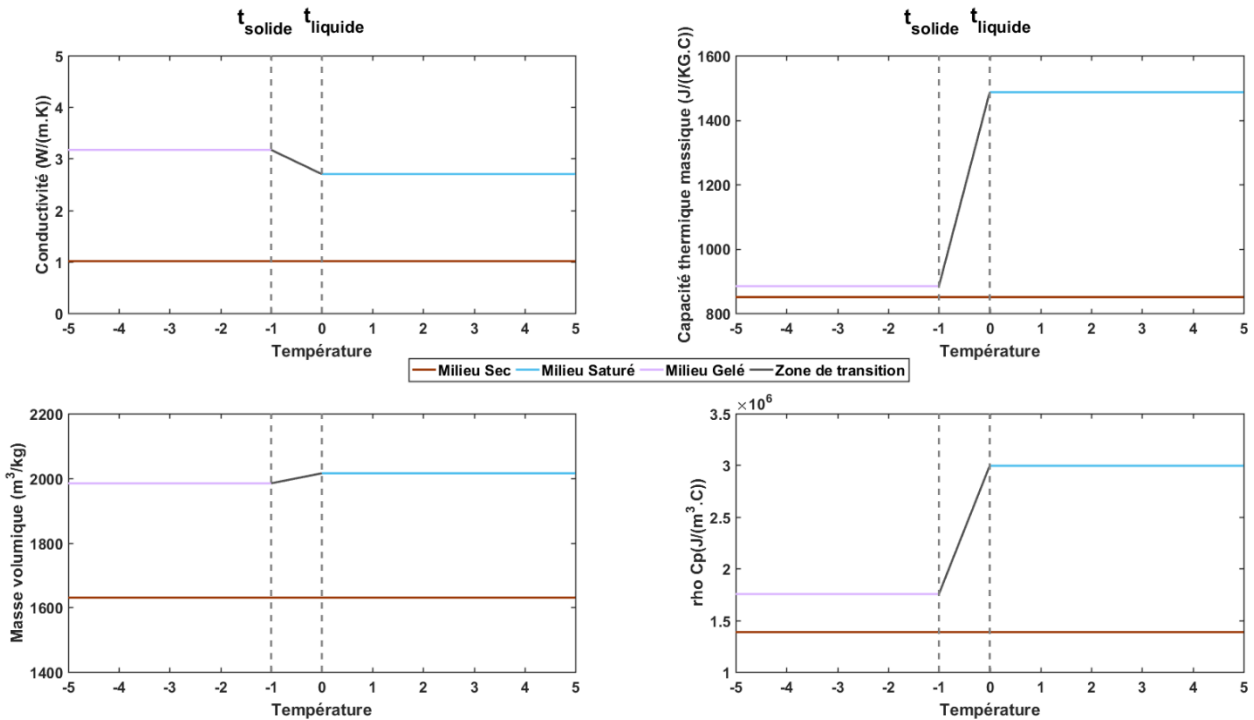 t_solide t_liquide
t_solide t_liquide
5
4
3
2
1
0
Conductivité (W/(m.K))
-5 -4 -3 -2 -1 0 1 2 3 4 5
Température
1600
1400
1200
1000
800
Capacité thermique massique (J/(KG.C))
-5 -4 -3 -2 -1 0 1 2 3 4 5
Température
Milieu Sec Milieu Saturé Milieu Gelé Zone de transition
2200
2000
1800
1600
1400
Masse volumique (m³/kg)
-5 -4 -3 -2 -1 0 1 2 3 4 5
Température
×10⁶
3.5
3
2.5
2
1.5
1
rho Cp(J/(m³.C))
-5 -4 -3 -2 -1 0 1 2 3 4 5
Température